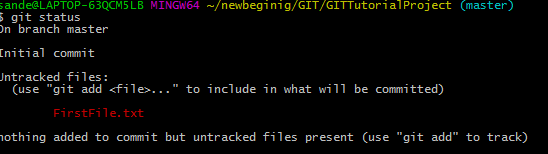 sande@LAPTOP-63QCM5LB MINGW64 ~/newbeginig/GIT/GITTutorialProject (master)
$ git status
On branch master
Initial commit
Untracked files:
(use "git add <file>..." to include in what will be committed)
FirstFile.txt
nothing added to commit but untracked files present (use "git add" to track)